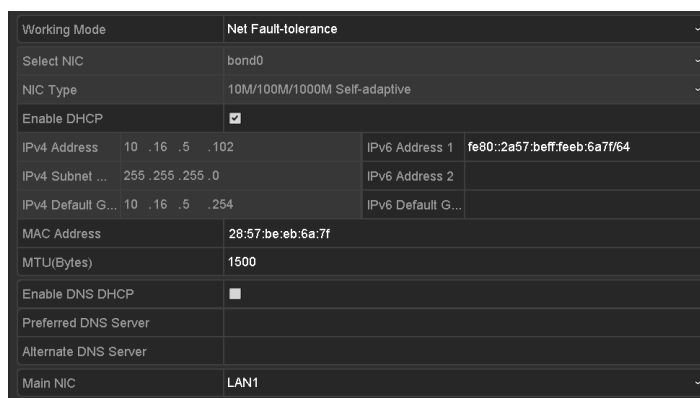 Working Mode Net Fault-tolerance
Select NIC bond0
NIC Type 10M/100M/1000M Self-adaptive
Enable DHCP
IPv4 Address 10 .16 .5 .102 IPv6 Address 1 fe80::2a57:beff:feeb:6a7f/64
IPv4 Subnet ... 255.255.255.0 IPv6 Address 2
IPv4 Default G... 10 .16 .5 .254 IPv6 Default G...
MAC Address 28:57:be:eb:6a:7f
MTU(Bytes) 1500
Enable DNS DHCP
Preferred DNS Server
Alternate DNS Server
Main NIC LAN1